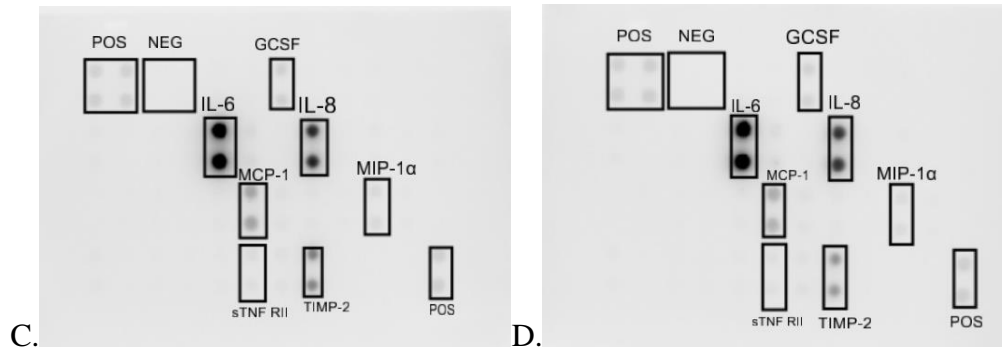 POS NEG GCSF
IL-6 IL-8
MCP-1 MIP-1α
sTNF RII TIMP-2 POS
C.
POS NEG GCSF
IL-6 IL-8
MCP-1 MIP-1α
sTNF RII TIMP-2 POS
D.